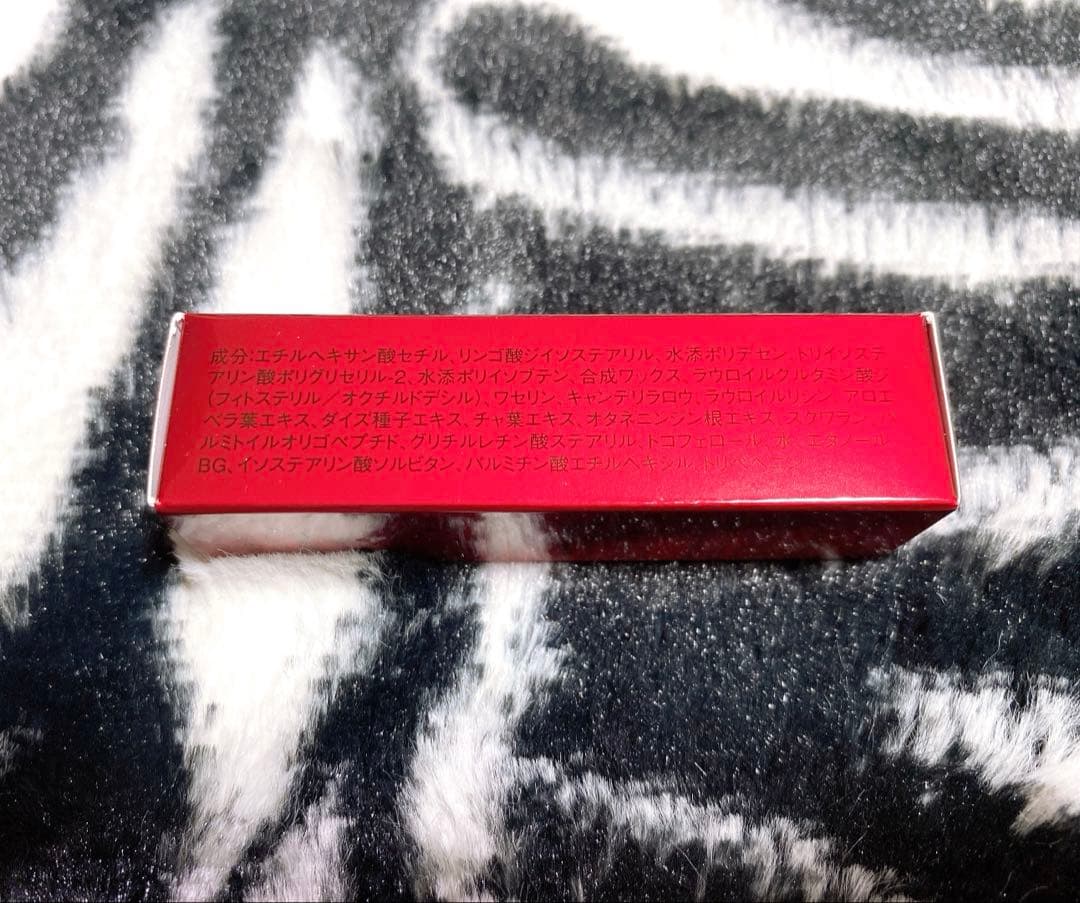 成分:エチルヘキサン酸セチル、リンゴ酸ジイソステアリル、水添ポリデセン、トリイソステ
アリン酸ポリグリセリル-2、水添ポリイソブテン、合成ワックス、ラウロイルグルタミン酸ジ
(フィトステリル/オクチルドデシル)、ワセリン、キャンデリラロウ、ラウロイルリシン、アロエ
ベラ葉エキス、ダイズ種子エキス、チャ葉エキス、オタネニンジン根エキス、スクワラン、パ
ルミトイルオリゴペプチド、グリチルレチン酸ステアリル、トコフェロール、水、エタノール、
BG、イソステアリン酸ソルビタン、パルミチン酸エチルヘキシル、トリベヘ